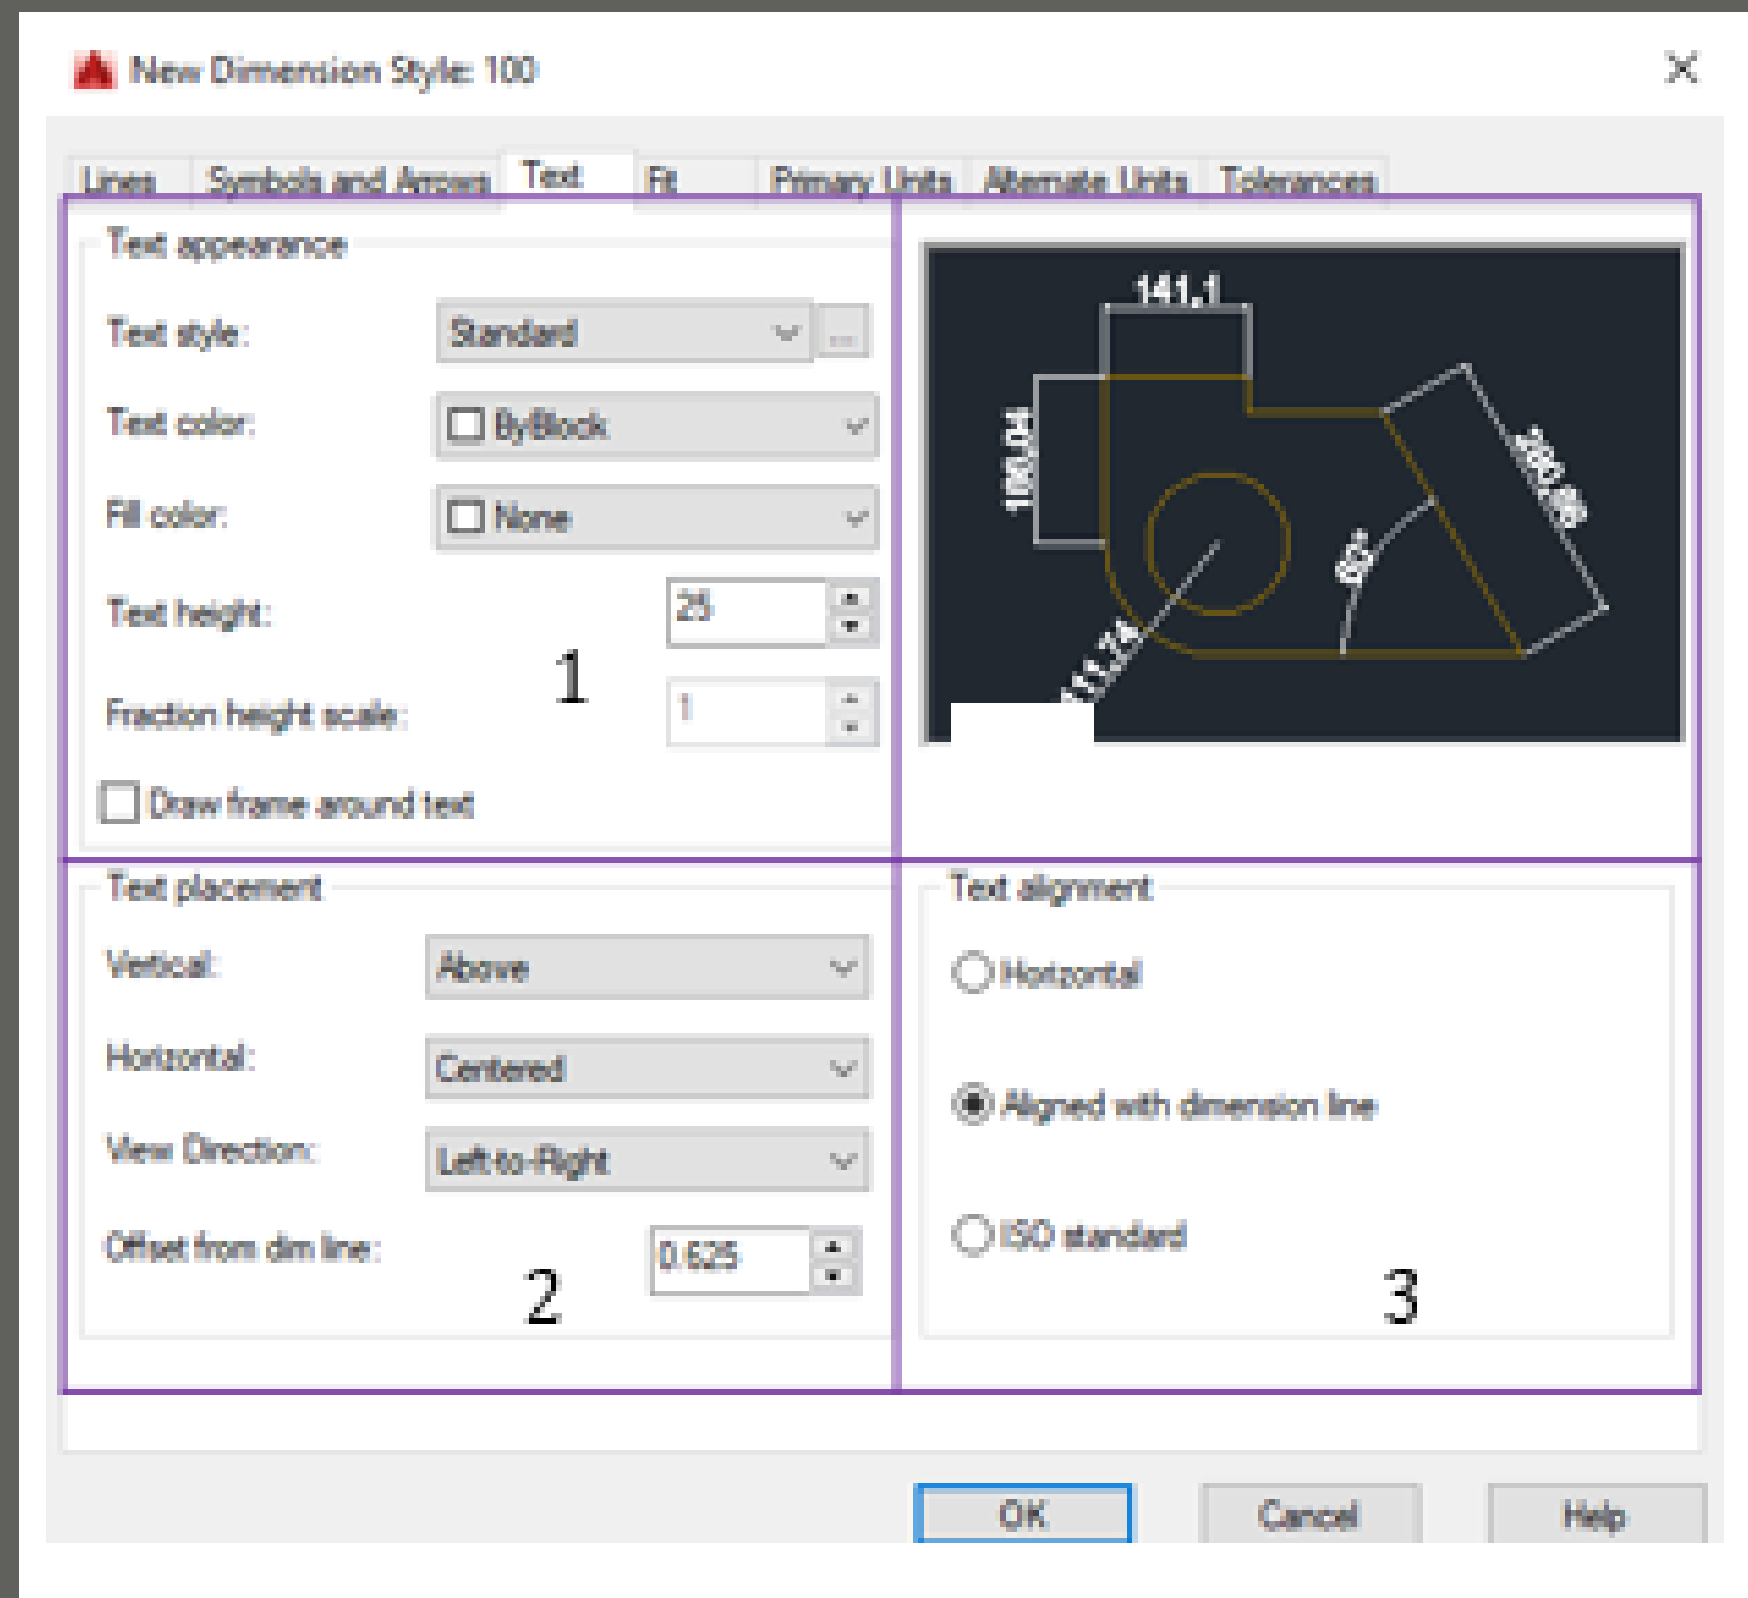 New Dimension Style: 100
Lines Symbols and Arrows Text Fit Primary Units Alternate Units Tolerances
Text appearance
Text style: Standard ...
Text color: ByBlock
Fill color: None
Text height: 25
Fraction height scale: 1
Draw frame around text
1
141,1
60°
111,74
Text placement
Vertical: Above
Horizontal: Centered
View Direction: Left-to-Right
Offset from dim line: 0.625
2
Text alignment
Horizontal
Aligned with dimension line
ISO standard
3
OK Cancel Help